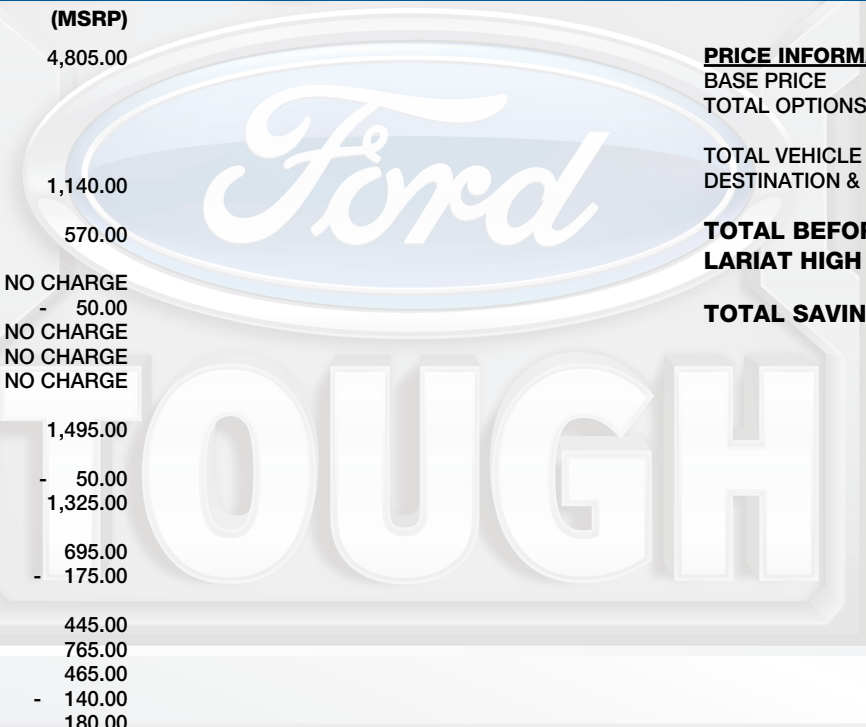 (MSRP)
4,805.00
1,140.00
570.00
NO CHARGE
- 50.00
NO CHARGE
NO CHARGE
NO CHARGE
1,495.00
- 50.00
1,325.00
695.00
- 175.00
445.00
765.00
465.00
- 140.00
180.00
PRICE INFORMA
BASE PRICE
TOTAL OPTIONS
TOTAL VEHICLE
DESTINATION &
TOTAL BEFOR
LARIAT HIGH
TOTAL SAVIN
Ford
TOUGH